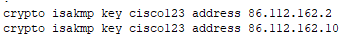 crypto isakmp key cisco123 address 86.112.162.2
crypto isakmp key cisco123 address 86.112.162.10